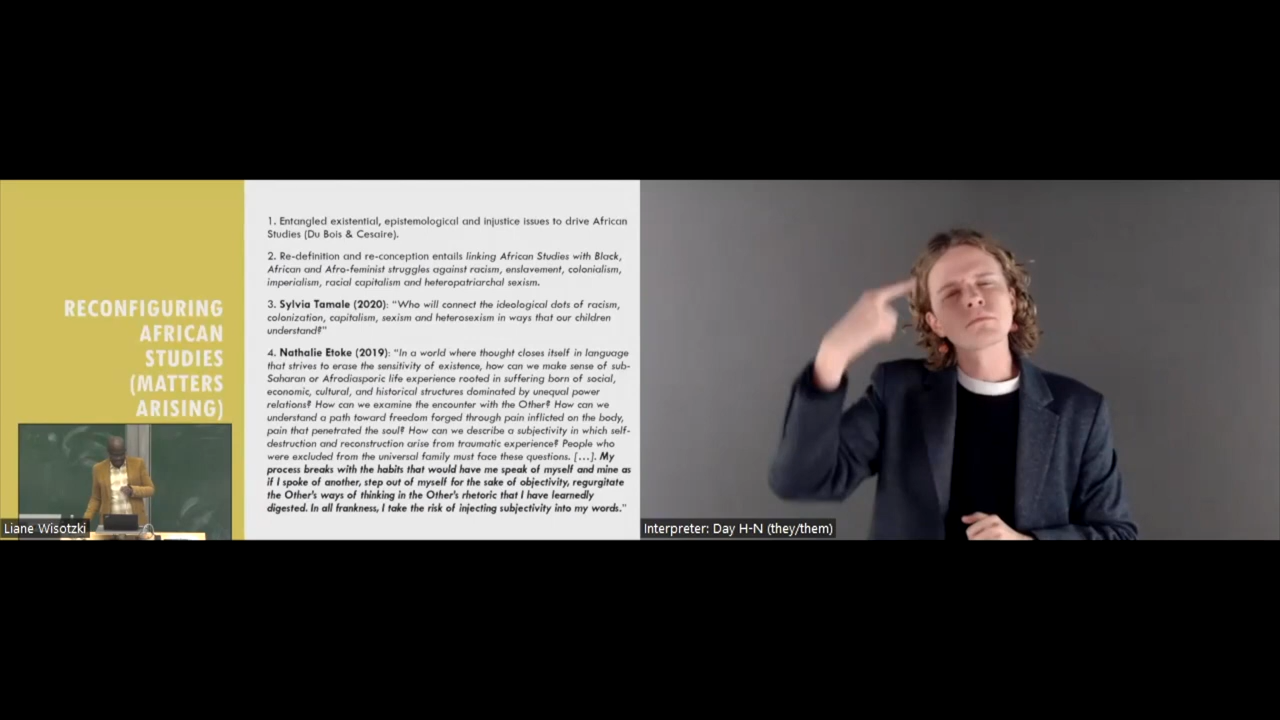 RECONFIGURING
AFRICAN
STUDIES
(MATTERS
ARISING)
1. Entangled existential, epistemological and injustice issues to drive African
Studies (Du Bois & Cesaire).
2. Re-definition and re-conception entails linking African Studies with Black,
African and Afro-feminist struggles against racism, enslavement, colonialism,
imperialism, racial capitalism and heteropatriarchal sexism.
3. Sylvia Tamale (2020): “Who will connect the ideological dots of racism,
colonization, capitalism, sexism and heterosexism in ways that our children
understand?”
4. Nathalie Etoke (2019): “In a world where thought closes itself in language
that strives to erase the sensitivity of existence, how can we make sense of sub-
Saharan or Afrodiasporic life experience rooted in suffering born of social,
economic, cultural, and historical structures dominated by unequal power
relations? How can we examine the encounter with the Other? How can we
understand a path toward freedom forged through pain inflicted on the body,
pain that penetrated the soul? How can we describe a subjectivity in which self-
destruction and reconstruction arise from traumatic experience? People who
were excluded from the universal family must face these questions. [...]. My
process breaks with the habits that would have me speak of myself and mine as
if I spoke of another, step out of myself for the sake of objectivity, regurgitate
the Other's ways of thinking in the Other's rhetoric that I have learnedly
digested. In all frankness, I take the risk of injecting subjectivity into my words.”
Liane Wisotzki
Interpreter: Day H-N (they/them)